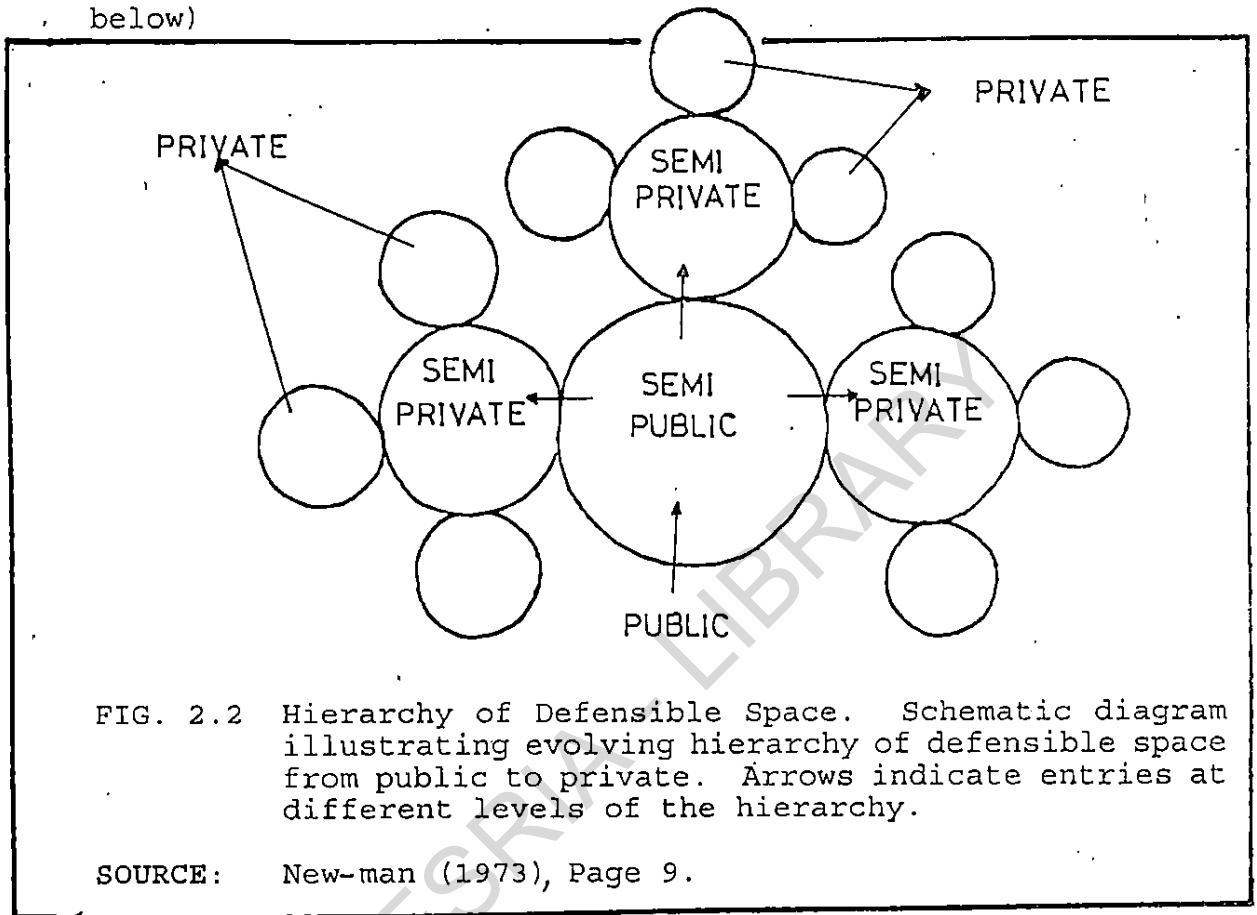 below)
PRIVATE
PRIVATE
SEMI
PRIVATE
SEMI
PRIVATE
SEMI
PUBLIC
SEMI
PRIVATE
PUBLIC
FIG. 2.2 Hierarchy of Defensible Space. Schematic diagram
illustrating evolving hierarchy of defensible space
from public to private. Arrows indicate entries at
different levels of the hierarchy.
SOURCE: New-man (1973), Page 9.
ESRIA - LIBRARY